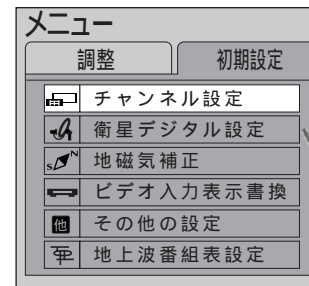 メニュー
調整 初期設定
チャンネル設定
衛星デジタル設定
S N 地磁気補正
ビデオ入力表示書換
他 その他の設定
地上波番組表設定